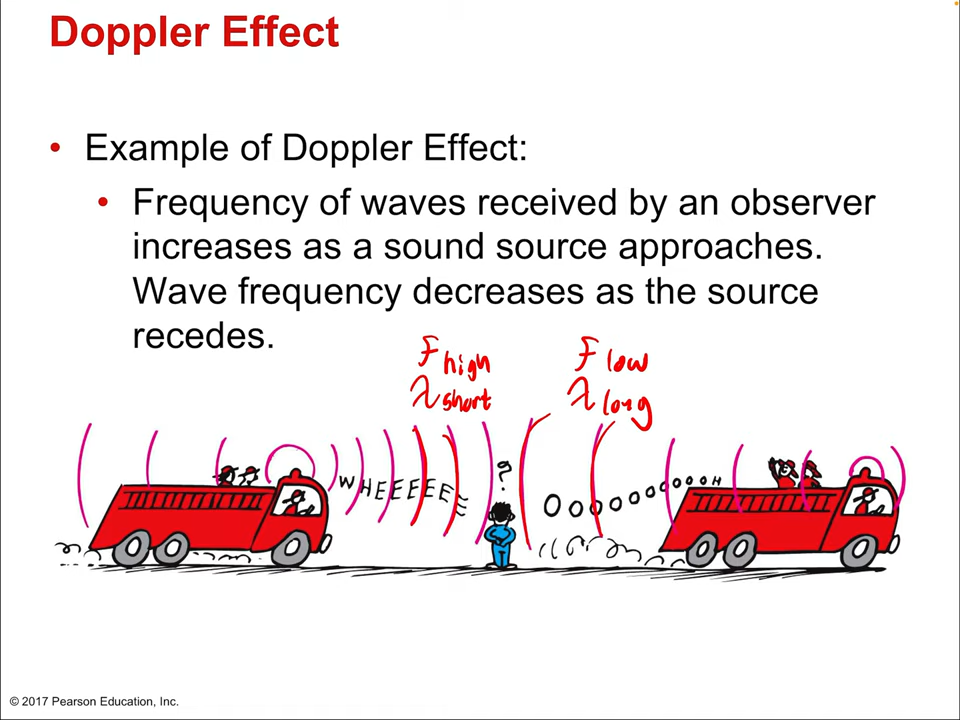 Doppler Effect
• Example of Doppler Effect:
• Frequency of waves received by an observer
increases as a sound source approaches.
Wave frequency decreases as the source
recedes.
F high
λ short
F low
λ long
WHEEEEEE
?
OOOOOOOOOOH
© 2017 Pearson Education, Inc.